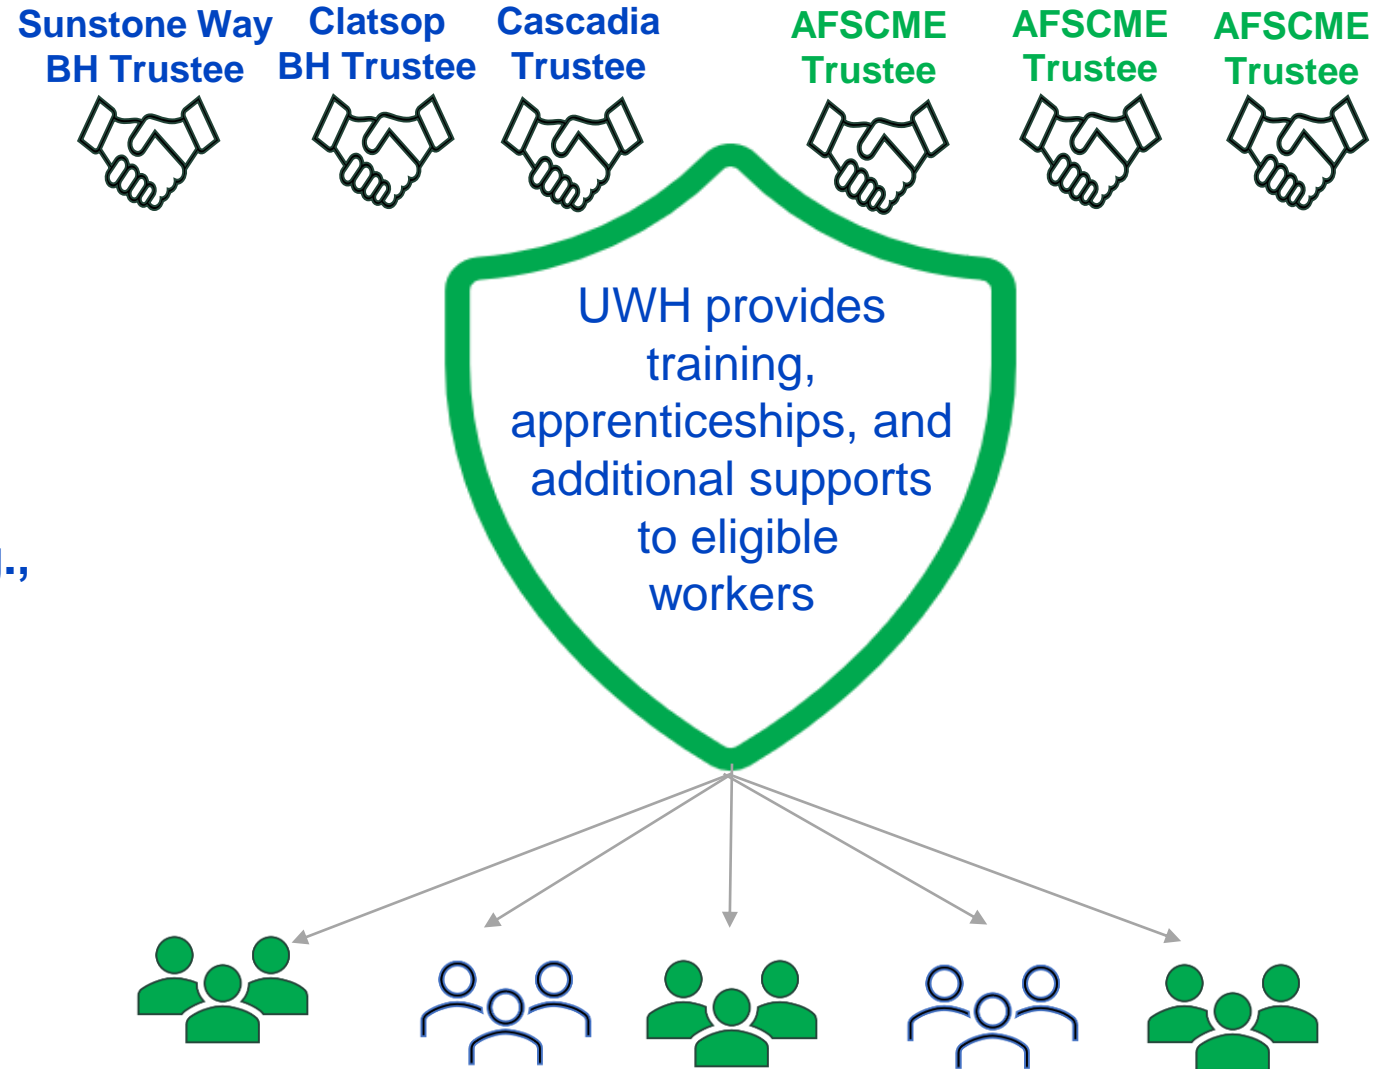 Sunstone Way
BH Trustee
Clatsop
BH Trustee
Cascadia
Trustee
AFSCME
Trustee
AFSCME
Trustee
AFSCME
Trustee
UWH provides
training,
apprenticeships, and
additional supports
to eligible
workers
g.,